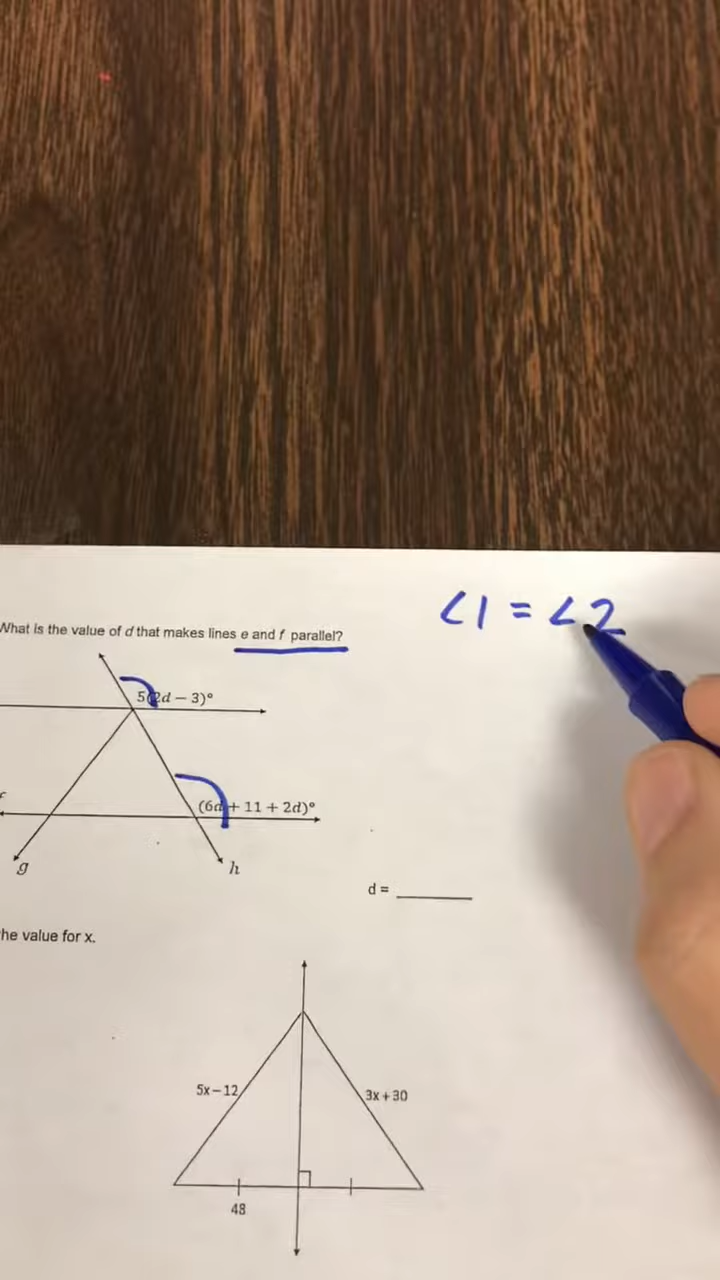 ∠1 = ∠2
What is the value of d that makes lines e and f parallel?
5(2d − 3)°
(6d + 11 + 2d)°
g
h
d = ______
he value for x.
5x−12
3x+30
48